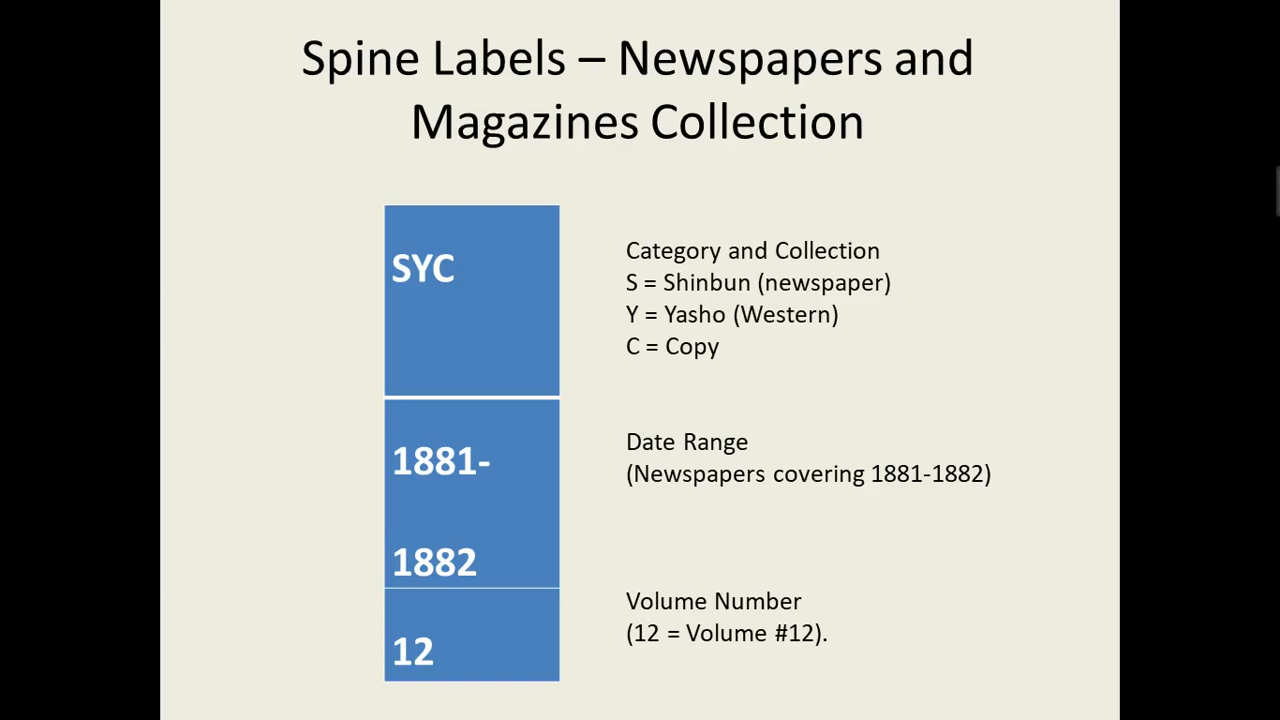 Spine Labels – Newspapers and
Magazines Collection
SYC
Category and Collection
S = Shinbun (newspaper)
Y = Yasho (Western)
C = Copy
1881-
1882
Date Range
(Newspapers covering 1881-1882)
12
Volume Number
(12 = Volume #12).